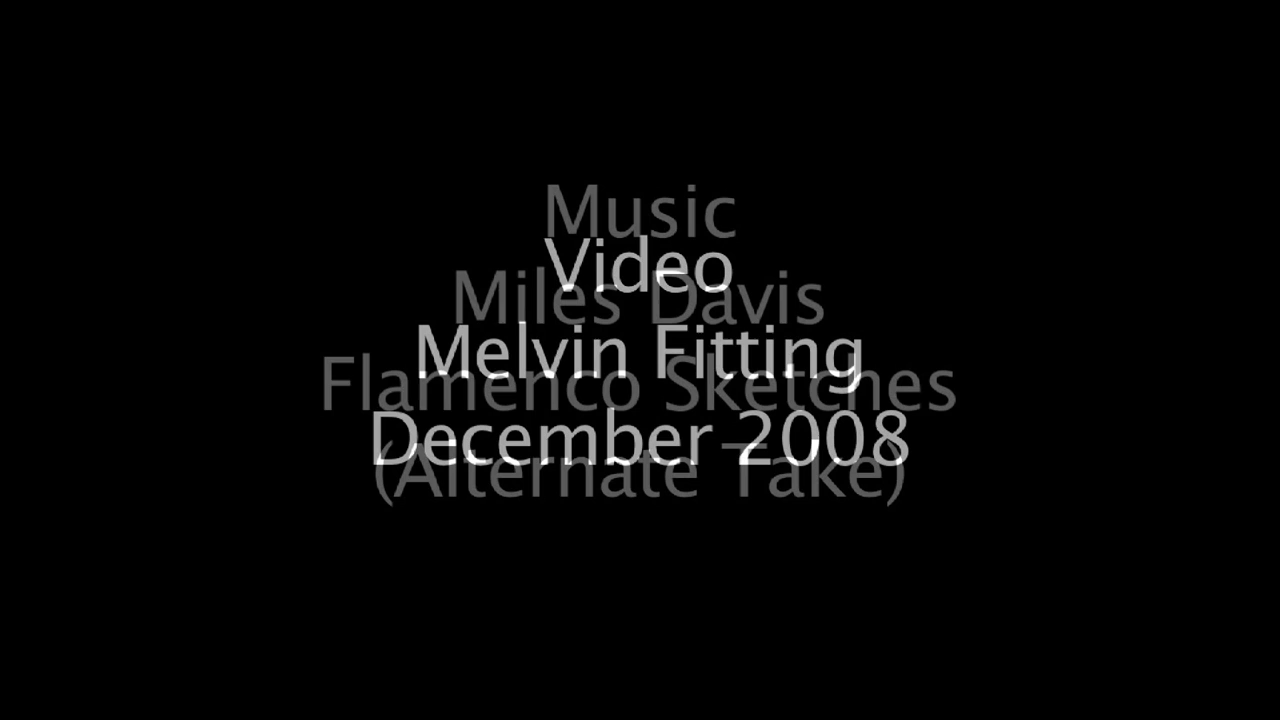 Music
Video
Miles Davis
Melvin Fitting
Flamenco Sketches
December 2008
(Alternate Take)